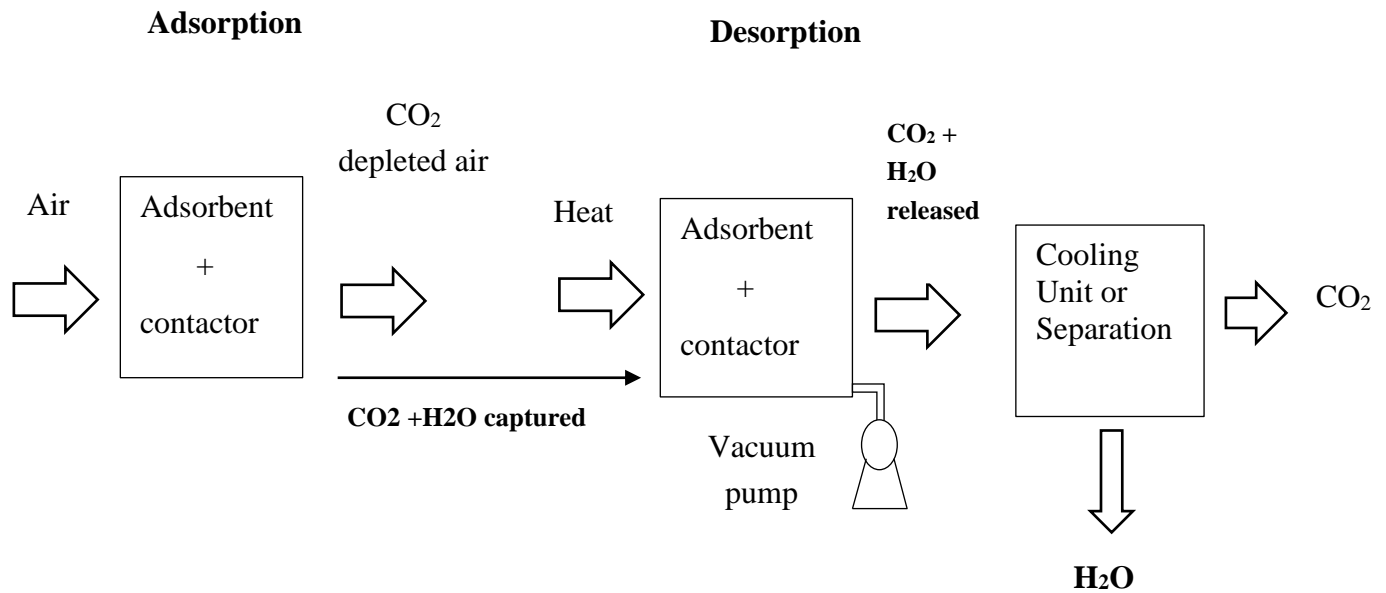 Adsorption
Desorption
CO₂
depleted air
CO₂ +
H₂O
released
Air
Adsorbent
+
contactor
Heat
Adsorbent
+
contactor
Cooling
Unit or
Separation
CO₂
CO2 +H2O captured
Vacuum
pump
H₂O